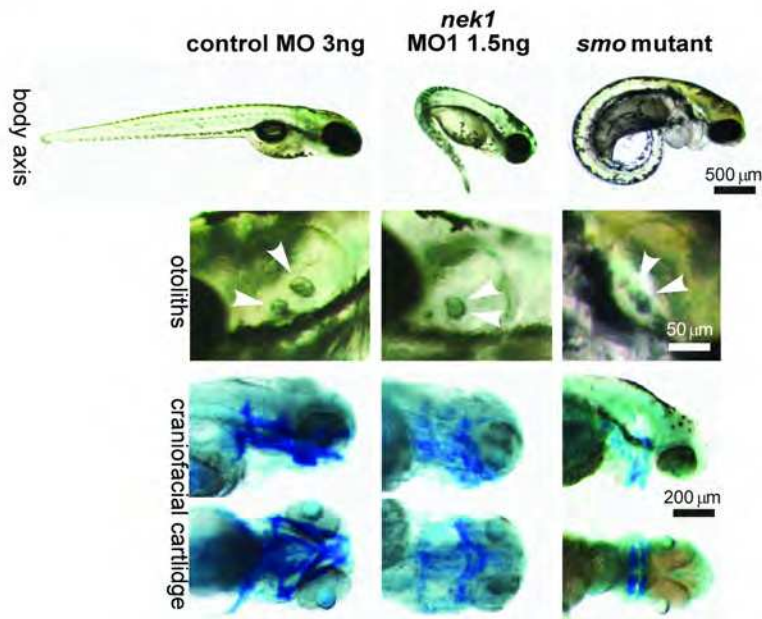 control MO 3ng
nek1
MO1 1.5ng
smo mutant
body axis
500 μm
otoliths
50 μm
craniofacial cartlidge
200 μm